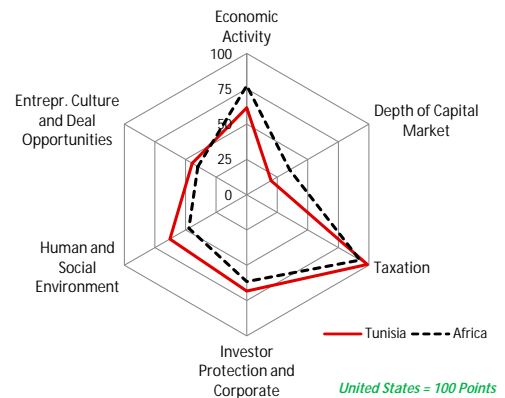 Economic
Activity
100
75
50
25
0
Entrepr. Culture
and Deal
Opportunities
Depth of Capital
Market
Human and
Social
Environment
Taxation
Tunisia
Africa
Investor
Protection and
Corporate
United States = 100 Points